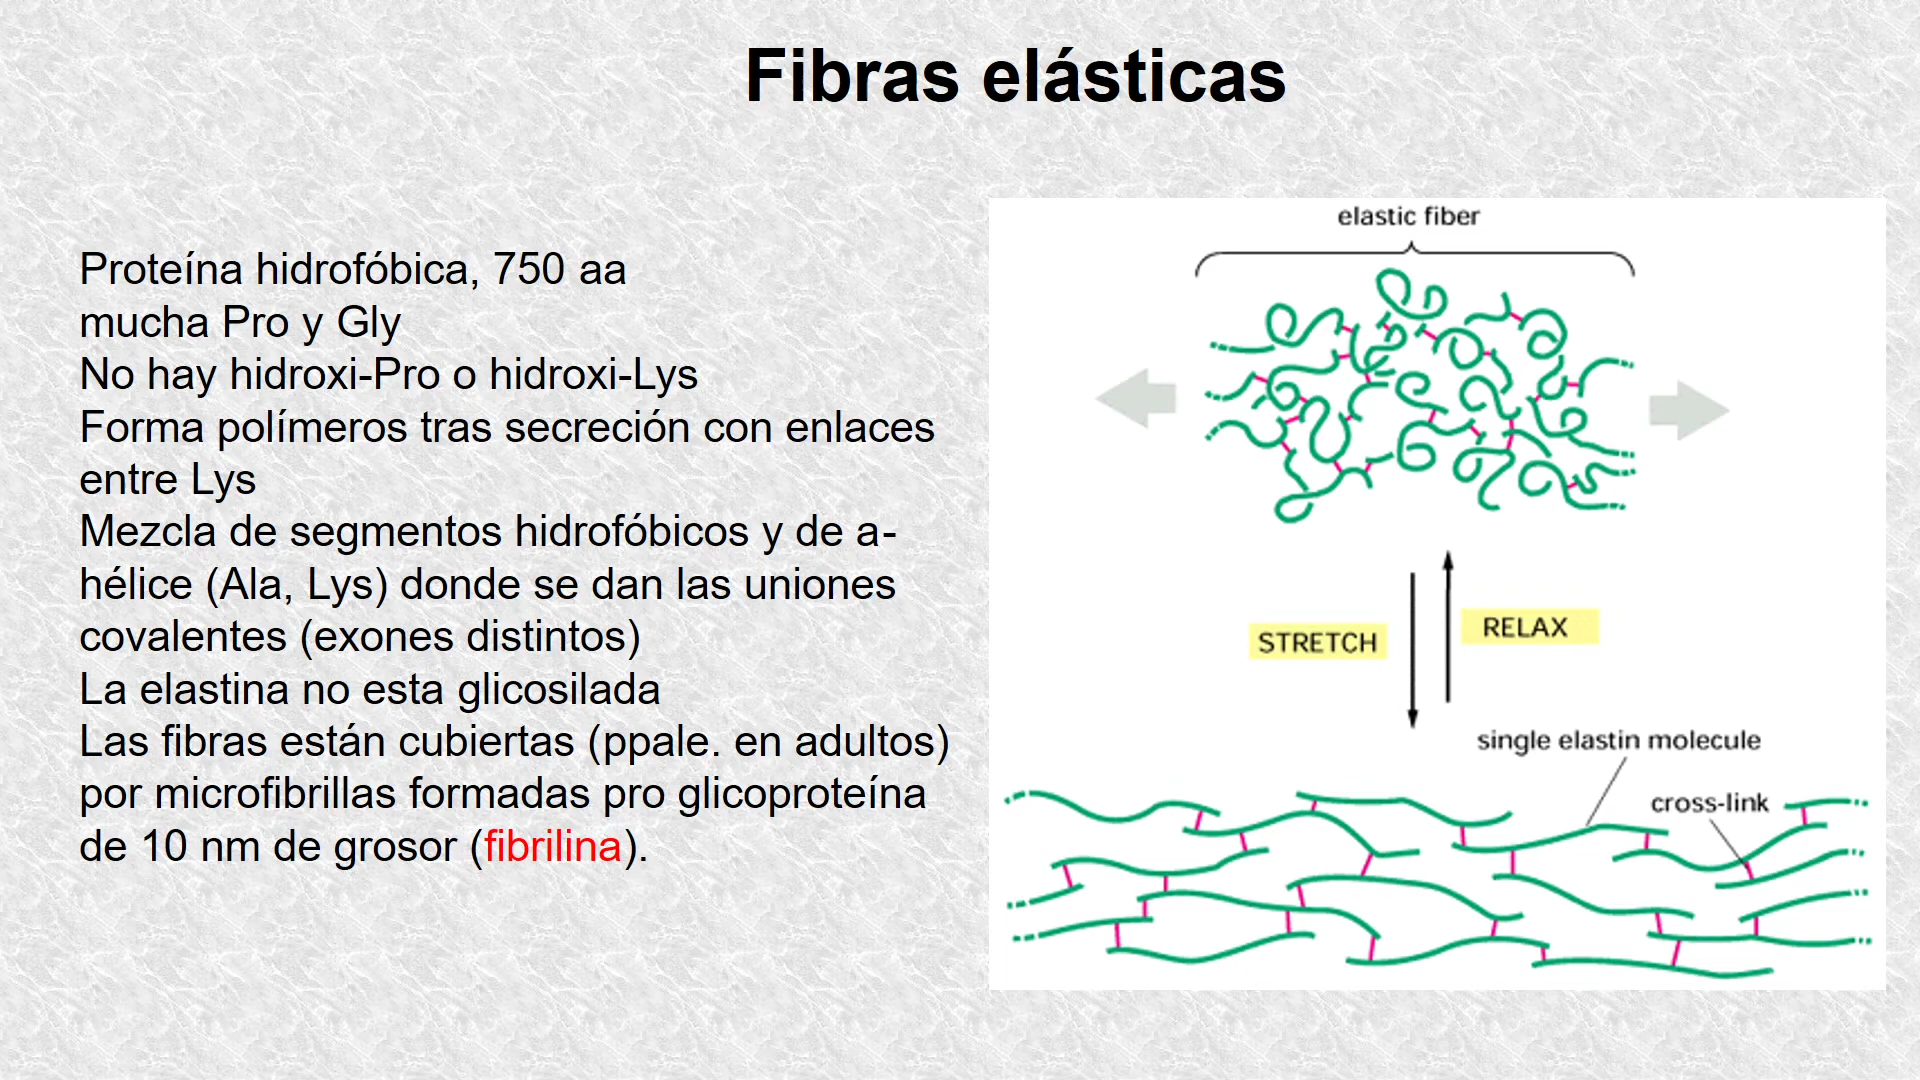 Fibras elásticas
Proteína hidrofóbica, 750 aa
mucha Pro y Gly
No hay hidroxi-Pro o hidroxi-Lys
Forma polímeros tras secreción con enlaces
entre Lys
Mezcla de segmentos hidrofóbicos y de a-
hélice (Ala, Lys) donde se dan las uniones
covalentes (exones distintos)
La elastina no esta glicosilada
Las fibras están cubiertas (ppale. en adultos)
por microfibrillas formadas pro glicoproteína
de 10 nm de grosor (fibrilina).
elastic fiber
STRETCH
RELAX
single elastin molecule
cross-link